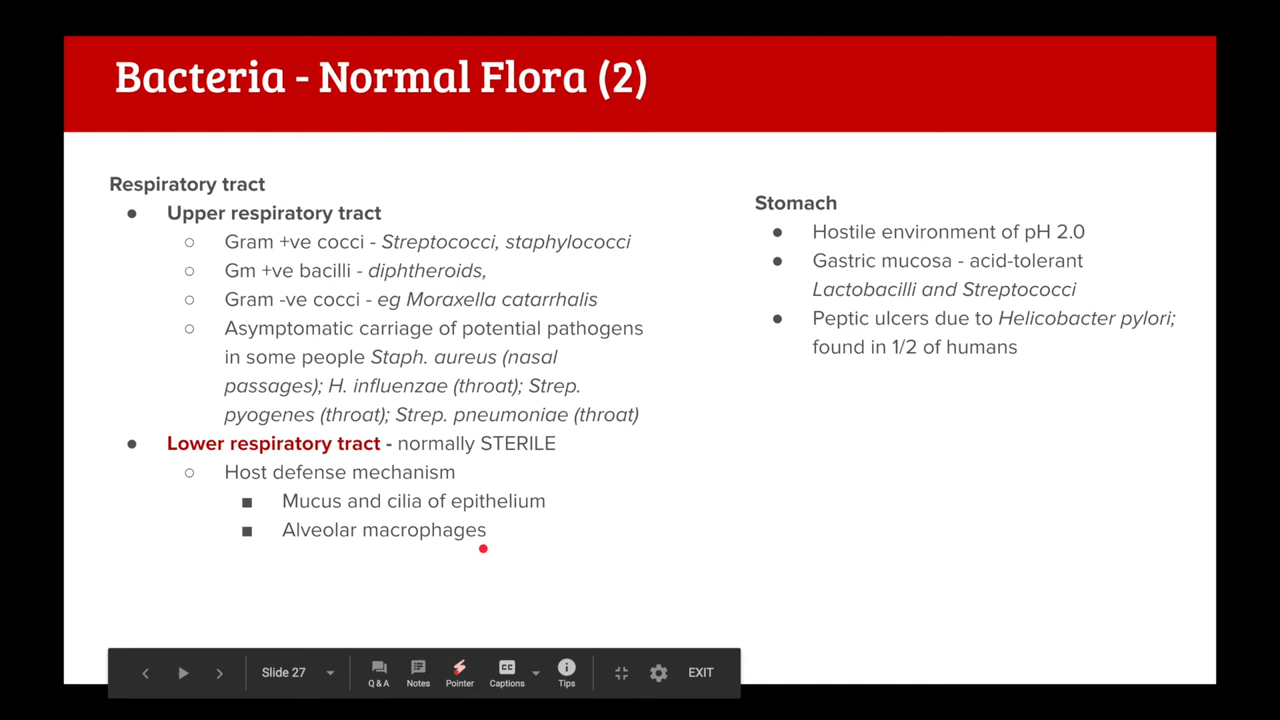 Bacteria - Normal Flora (2)
Respiratory tract
● Upper respiratory tract
○ Gram +ve cocci - Streptococci, staphylococci
○ Gm +ve bacilli - diphtheroids,
○ Gram -ve cocci - eg Moraxella catarrhalis
○ Asymptomatic carriage of potential pathogens
in some people Staph. aureus (nasal
passages); H. influenzae (throat); Strep.
pyogenes (throat); Strep. pneumoniae (throat)
● Lower respiratory tract - normally STERILE
○ Host defense mechanism
■ Mucus and cilia of epithelium
■ Alveolar macrophages
Stomach
● Hostile environment of pH 2.0
● Gastric mucosa - acid-tolerant
Lactobacilli and Streptococci
● Peptic ulcers due to Helicobacter pylori;
found in 1/2 of humans
Slide 27
Q & A
Notes
Pointer
CC
Captions
Tips
EXIT